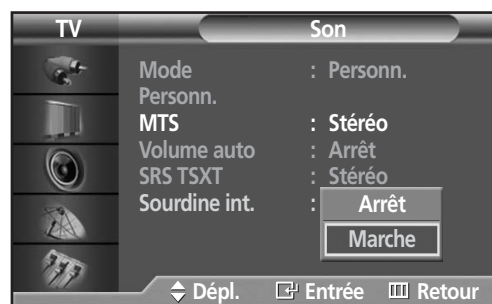 TV Son
Mode : Personn.
Personn.
MTS : Stéréo
Volume auto : Arrêt
SRS TSXT : Stéréo
Sourdine int. : Arrêt
Marche
Dépl. Entrée Retour